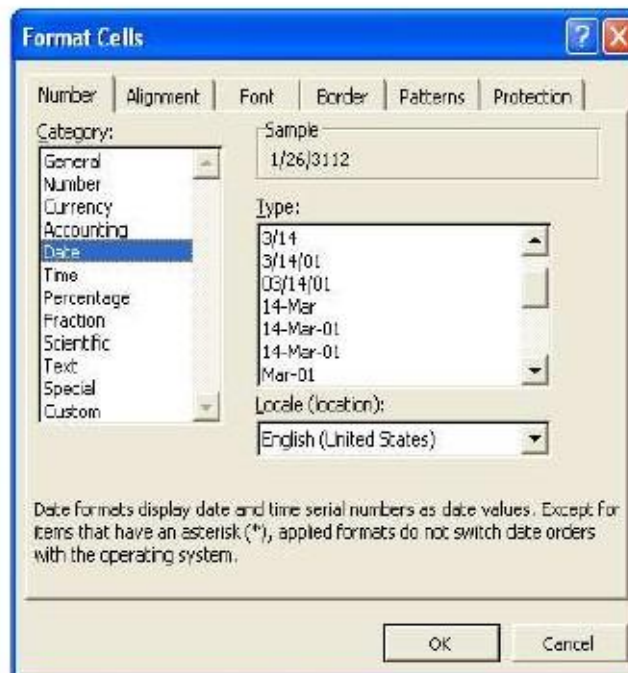 Format Cells
Number Alignment Font Border Patterns Protection
Category:
General
Number
Currency
Accounting
Date
Time
Percentage
Fraction
Scientific
Text
Special
Custom
Sample
1/26/3112
Type:
3/14
3/14/01
03/14/01
14-Mar
14-Mar-01
14-Mar-01
Mar-01
Locale (location):
English (United States)
Date formats display date and time serial numbers as date values. Except for
items that have an asterisk (*), applied formats do not switch date orders
with the operating system.
OK Cancel